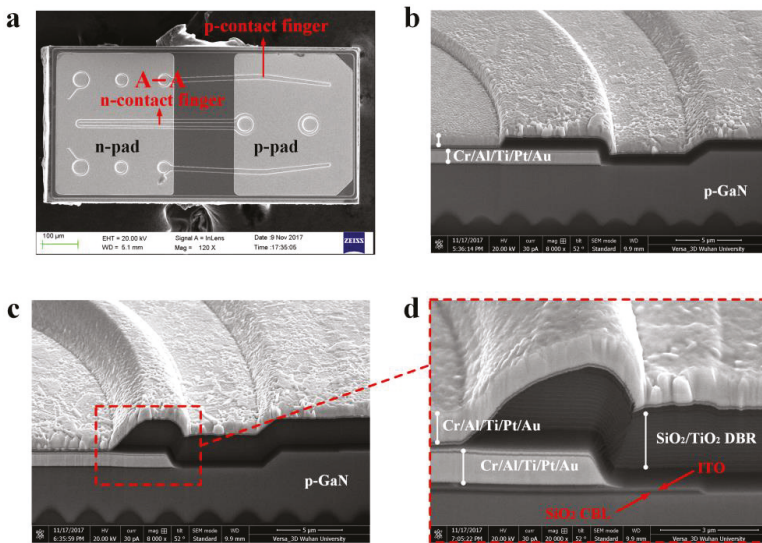 a
p-contact finger
A-A
n-contact finger
n-pad
p-pad
100 µm
EHT = 20.00 kV
WD = 5.1 mm
Signal A = InLens
Mag = 120 X
Date :9 Nov 2017
Time :17:35:05
ZEISS
b
Cr/Al/Ti/Pt/Au
p-GaN
11/17/2017
5:36:14 PM
HV
20.00 kV
curr
30 pA
mag
8 000 x
tilt
52 °
SEM mode
Standard
WD
9.9 mm
5 µm
Versa_3D Wuhan University
c
p-GaN
11/17/2017
6:35:59 PM
HV
20.00 kV
curr
30 pA
mag
8 000 x
tilt
52 °
SEM mode
Standard
WD
9.9 mm
5 µm
Versa_3D Wuhan University
d
Cr/Al/Ti/Pt/Au
SiO₂/TiO₂ DBR
Cr/Al/Ti/Pt/Au
ITO
SiO₂ CBL
11/17/2017
7:05:22 PM
HV
20.00 kV
curr
30 pA
mag
20 000 x
tilt
52 °
SEM mode
Standard
WD
9.9 mm
3 µm
Versa_3D Wuhan University